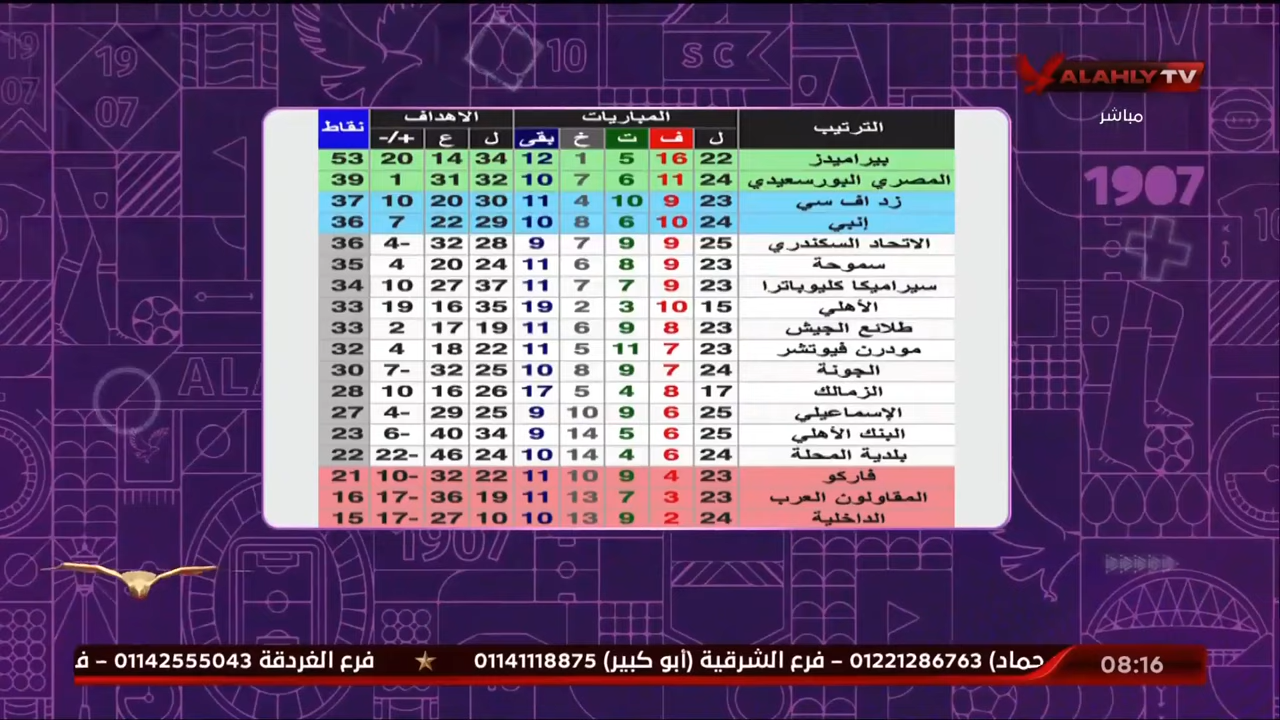 ALAHLY TV
مباشر
1907
SC
10
19
07
الترتيب المباريات الاهداف نقاط
ل ف ت خ بقى ل ع +/-
بيراميدز 22 16 5 1 12 34 14 20 53
المصري البورسعيدي 24 11 6 7 10 32 31 1 39
زد اف سي 23 9 10 4 11 30 20 10 37
إنبي 24 10 6 8 10 29 22 7 36
الاتحاد السكندري 25 9 9 7 9 28 32 4- 36
سموحة 23 9 8 6 11 24 20 4 35
سيراميكا كليوباترا 23 9 7 7 11 37 27 10 34
الأهلي 15 10 3 2 19 35 16 19 33
طلائع الجيش 23 8 9 6 11 19 17 2 33
مودرن فيوتشر 23 7 11 5 11 22 18 4 32
الجونة 24 7 9 8 10 25 32 7- 30
الزمالك 17 8 4 5 17 26 16 10 28
الإسماعيلي 25 6 9 10 9 25 29 4- 27
البنك الأهلي 25 6 5 14 9 34 40 6- 23
بلدية المحلة 24 6 4 14 10 24 46 22- 22
فاركو 23 4 9 10 11 22 32 10- 21
المقاولون العرب 23 3 7 13 11 19 36 17- 16
الداخلية 24 2 9 13 10 10 27 17- 15
1907
حماد) 01221286763 – فرع الشرقية (أبو كبير) 01141118875 ★ فرع الغردقة 01142555043 – ف
08:16